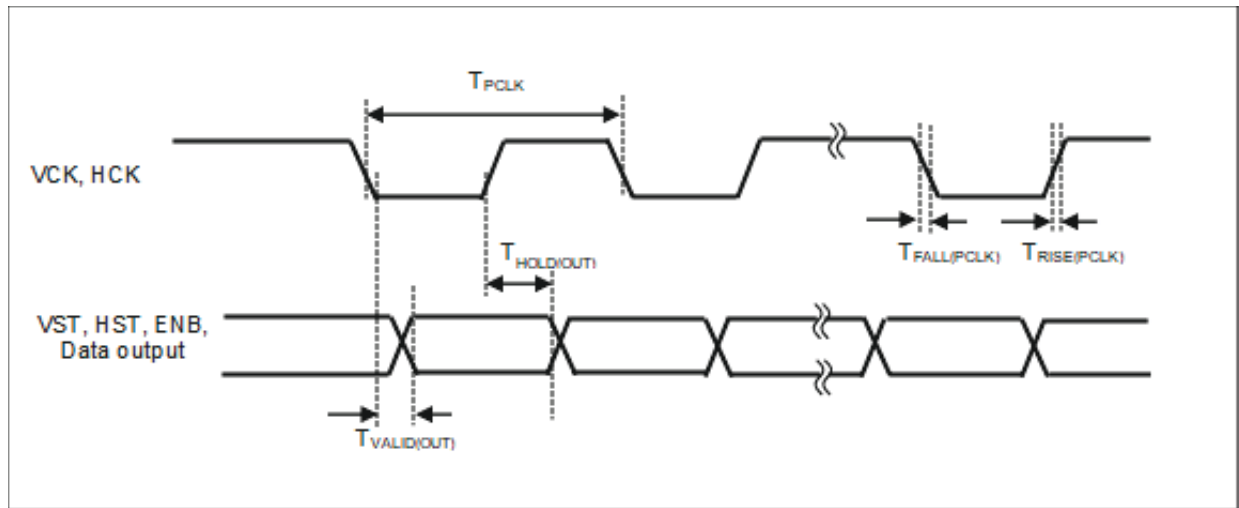 TPCLK
VCK, HCK
TFALL(PCLK)
TRISE(PCLK)
THOLD(OUT)
VST, HST, ENB,
Data output
TVALID(OUT)